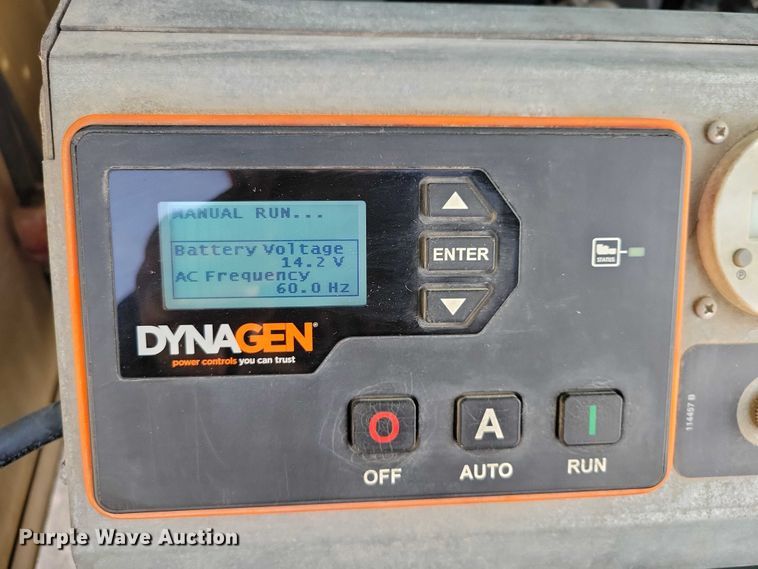 MANUAL RUN...
Battery Voltage
14.2 V
AC Frequency
60.0 Hz
ENTER
STATUS
DYNAGEN®
power controls you can trust
O
A
I
OFF
AUTO
RUN
114457 B
P
Purple Wave Auction